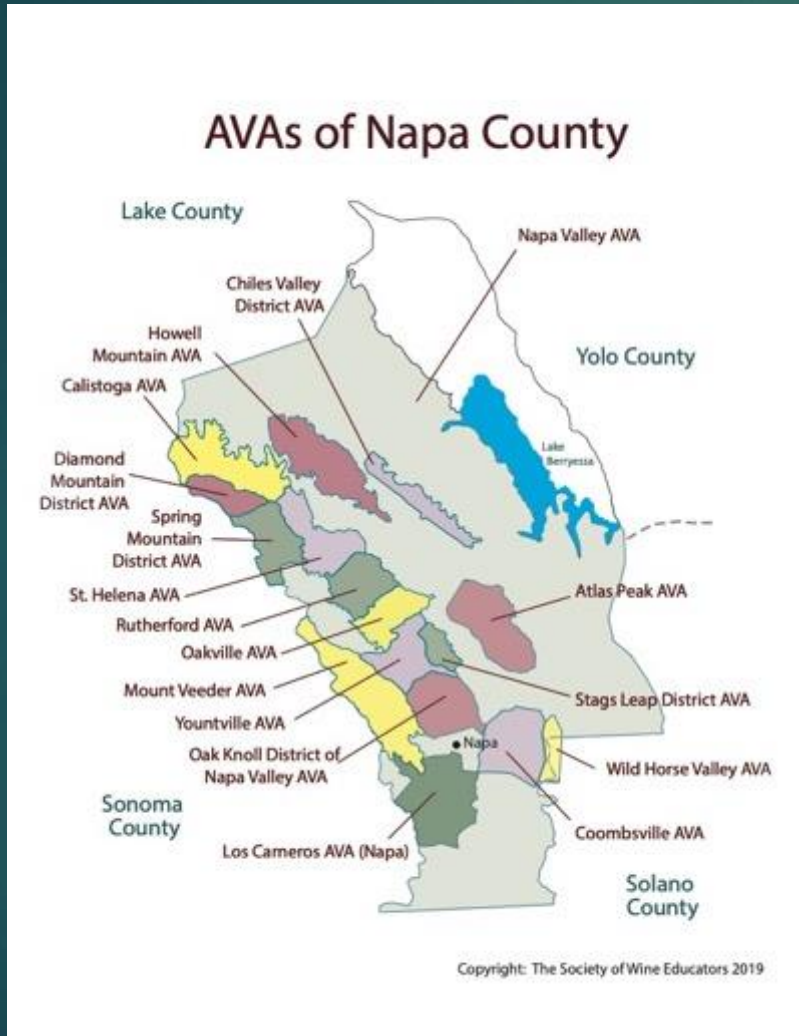 AVAs of Napa County
Lake County
Napa Valley AVA
Chiles Valley
District AVA
Howell
Mountain AVA
Yolo County
Calistoga AVA
Lake
Berryessa
Diamond
Mountain
District AVA
Spring
Mountain
District AVA
St. Helena AVA
Atlas Peak AVA
Rutherford AVA
Oakville AVA
Mount Veeder AVA
Stags Leap District AVA
Yountville AVA
Napa
Oak Knoll District of
Napa Valley AVA
Wild Horse Valley AVA
Sonoma
County
Coombsville AVA
Los Carneros AVA (Napa)
Solano
County
Copyright: The Society of Wine Educators 2019